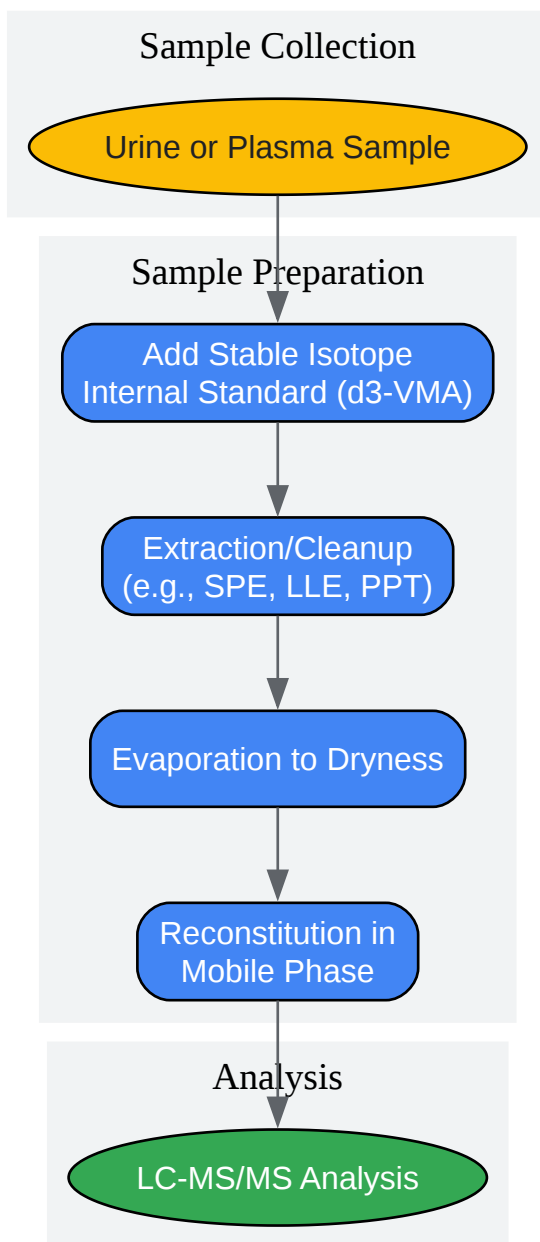 Sample Collection
Urine or Plasma Sample
Sample Preparation
Add Stable Isotope
Internal Standard (d3-VMA)
Extraction/Cleanup
(e.g., SPE, LLE, PPT)
Evaporation to Dryness
Reconstitution in
Mobile Phase
Analysis
LC-MS/MS Analysis